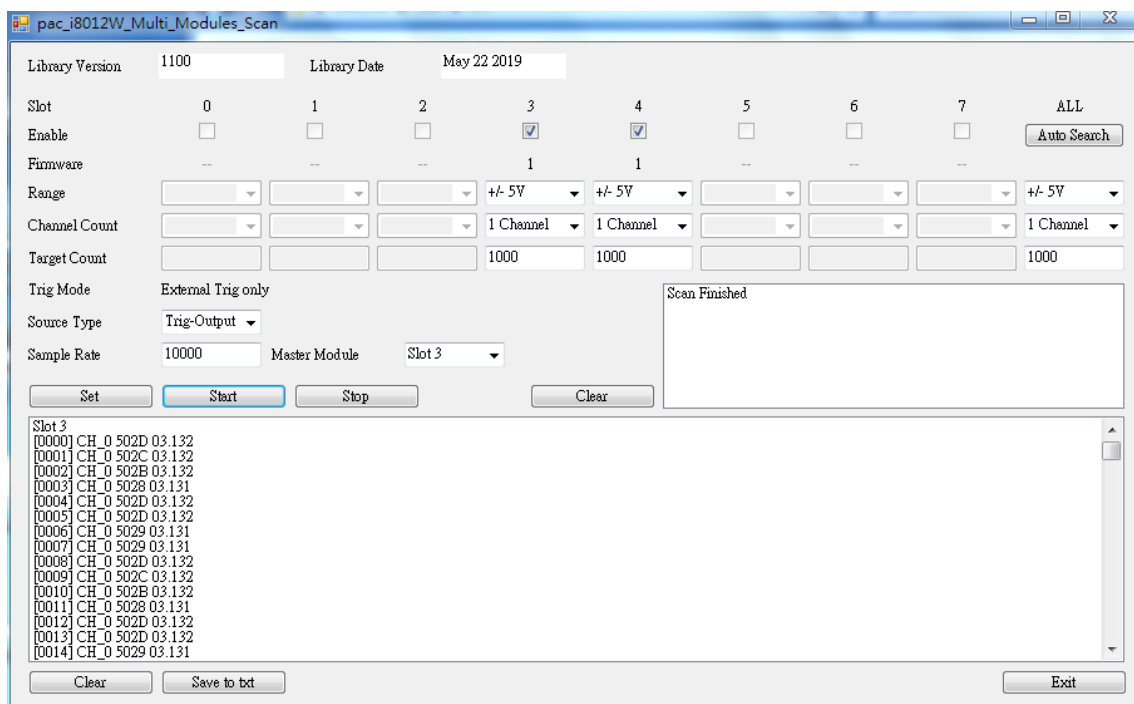 pac_i8012W_Multi_Modules_Scan
Library Version 1100 Library Date May 22 2019
Slot 0 1 2 3 4 5 6 7 ALL
Enable Auto Search
Firmware -- -- -- 1 1 -- -- --
Range +/- 5V +/- 5V +/- 5V
Channel Count 1 Channel 1 Channel 1 Channel
Target Count 1000 1000 1000
Trig Mode External Trig only
Scan Finished
Source Type Trig-Output
Sample Rate 10000 Master Module Slot 3
Set Start Stop Clear
Slot 3
[0000] CH_0 502D 03.132
[0001] CH_0 502C 03.132
[0002] CH_0 502B 03.132
[0003] CH_0 5028 03.131
[0004] CH_0 502D 03.132
[0005] CH_0 502D 03.132
[0006] CH_0 5029 03.131
[0007] CH_0 5029 03.131
[0008] CH_0 502D 03.132
[0009] CH_0 502C 03.132
[0010] CH_0 502B 03.132
[0011] CH_0 5028 03.131
[0012] CH_0 502D 03.132
[0013] CH_0 502D 03.132
[0014] CH_0 5029 03.131
Clear Save to txt Exit